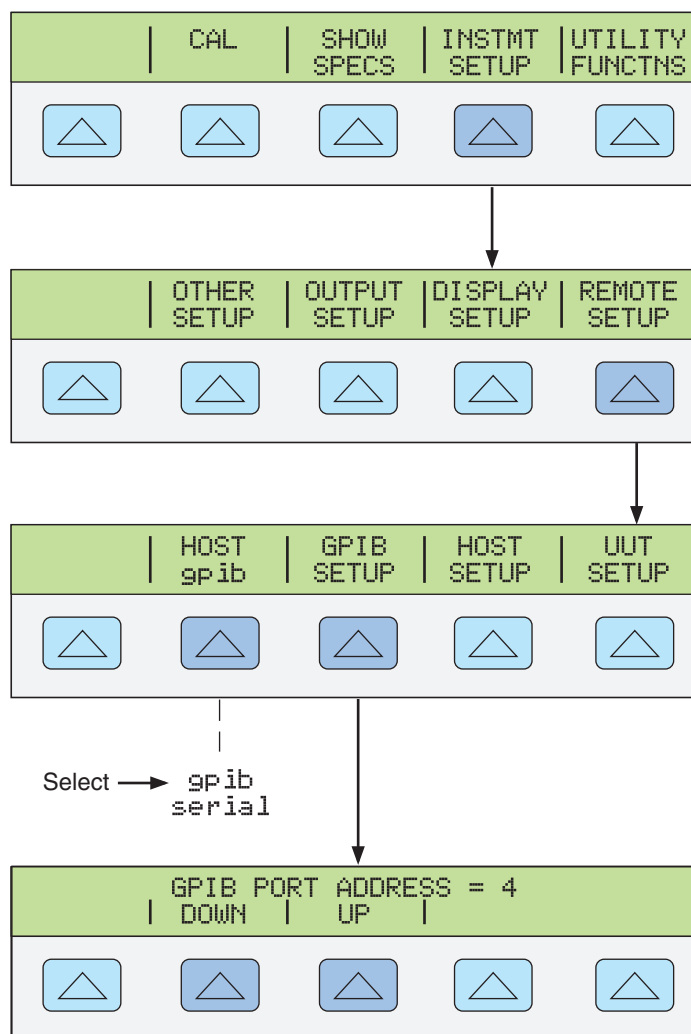 CAL SHOW INSTMT UTILITY
SPECS SETUP FUNCTNS
OTHER OUTPUT DISPLAY REMOTE
SETUP SETUP SETUP SETUP
HOST GPIB HOST UUT
gpib SETUP SETUP SETUP
Select gpib
serial
GPIB PORT ADDRESS = 4
DOWN UP